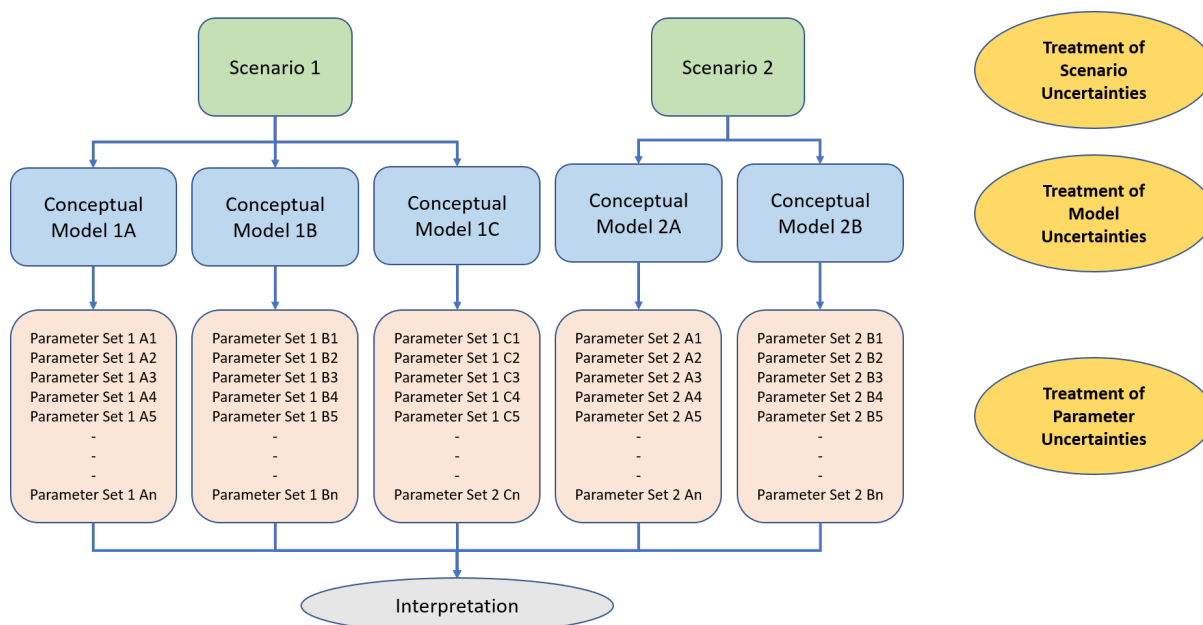 Scenario 1
Scenario 2
Treatment of
Scenario
Uncertainties
Conceptual
Model 1A
Conceptual
Model 1B
Conceptual
Model 1C
Conceptual
Model 2A
Conceptual
Model 2B
Treatment of
Model
Uncertainties
Parameter Set 1 A1
Parameter Set 1 A2
Parameter Set 1 A3
Parameter Set 1 A4
Parameter Set 1 A5
-
-
-
Parameter Set 1 An
Parameter Set 1 B1
Parameter Set 1 B2
Parameter Set 1 B3
Parameter Set 1 B4
Parameter Set 1 B5
-
-
-
Parameter Set 1 Bn
Parameter Set 1 C1
Parameter Set 1 C2
Parameter Set 1 C3
Parameter Set 1 C4
Parameter Set 1 C5
-
-
-
Parameter Set 2 Cn
Parameter Set 2 A1
Parameter Set 2 A2
Parameter Set 2 A3
Parameter Set 2 A4
Parameter Set 2 A5
-
-
-
Parameter Set 2 An
Parameter Set 2 B1
Parameter Set 2 B2
Parameter Set 2 B3
Parameter Set 2 B4
Parameter Set 2 B5
-
-
-
Parameter Set 2 Bn
Treatment of
Parameter
Uncertainties
Interpretation